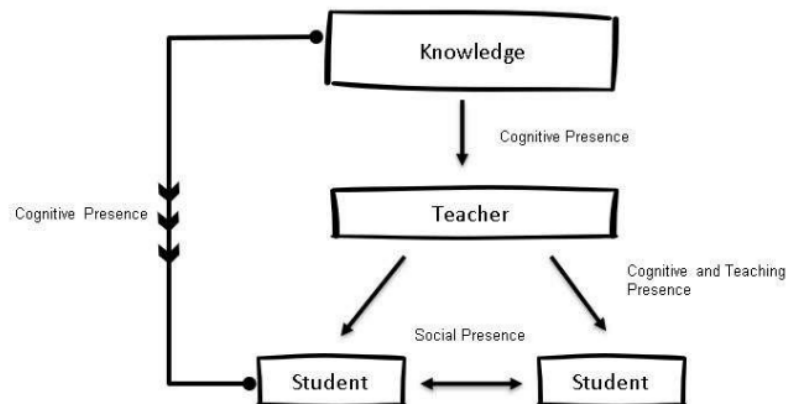 Knowledge
Cognitive Presence
Teacher
Cognitive Presence
Cognitive and Teaching
Presence
Social Presence
Student
Student